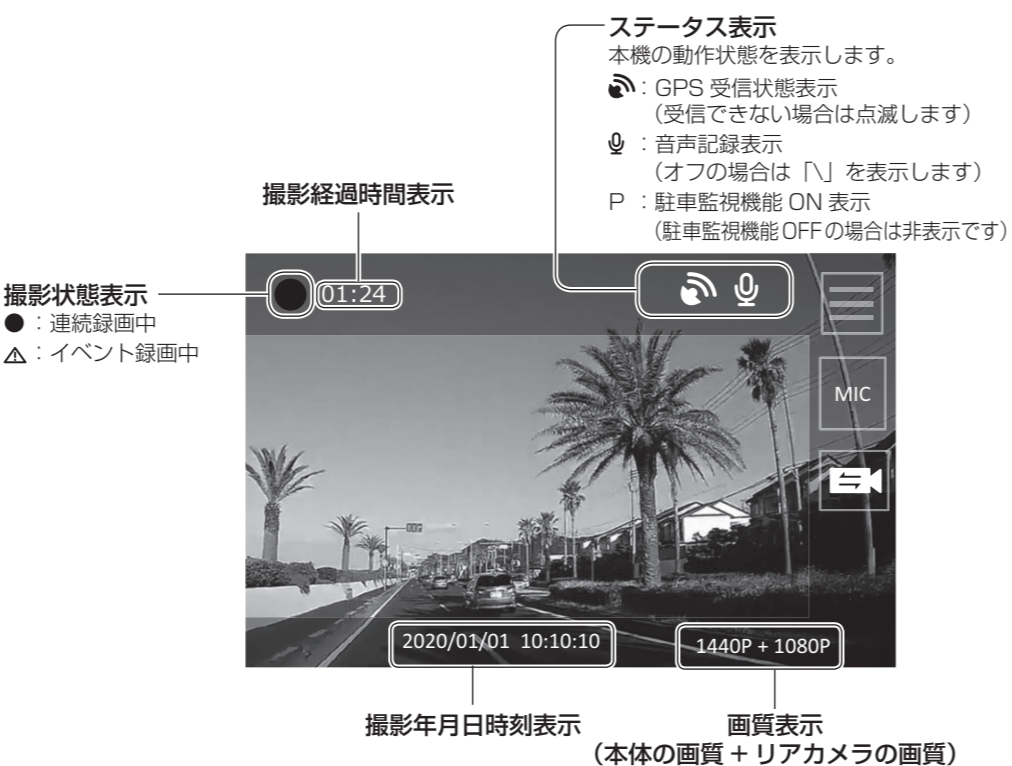 ステータス表示
本機の動作状態を表示します。
：GPS 受信状態表示
（受信できない場合は点滅します）
：音声記録表示
（オフの場合は「\」を表示します）
P ：駐車監視機能 ON 表示
（駐車監視機能OFFの場合は非表示です）
撮影経過時間表示
撮影状態表示
●：連続録画中
⚠：イベント録画中
01:24
MIC
2020/01/01 10:10:10
1440P + 1080P
撮影年月日時刻表示
画質表示
（本体の画質 + リアカメラの画質）